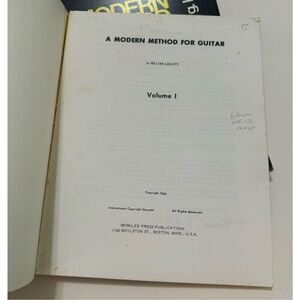 MODERN
A MODERN METHOD FOR GUITAR
by WILLIAM LEAVITT
Volume I
Copyright 1966
International Copyright Secured All Rights Reserved
BERKLEE PRESS PUBLICATIONS
1140 BOYLSTON ST., BOSTON, MASS., U.S.A.